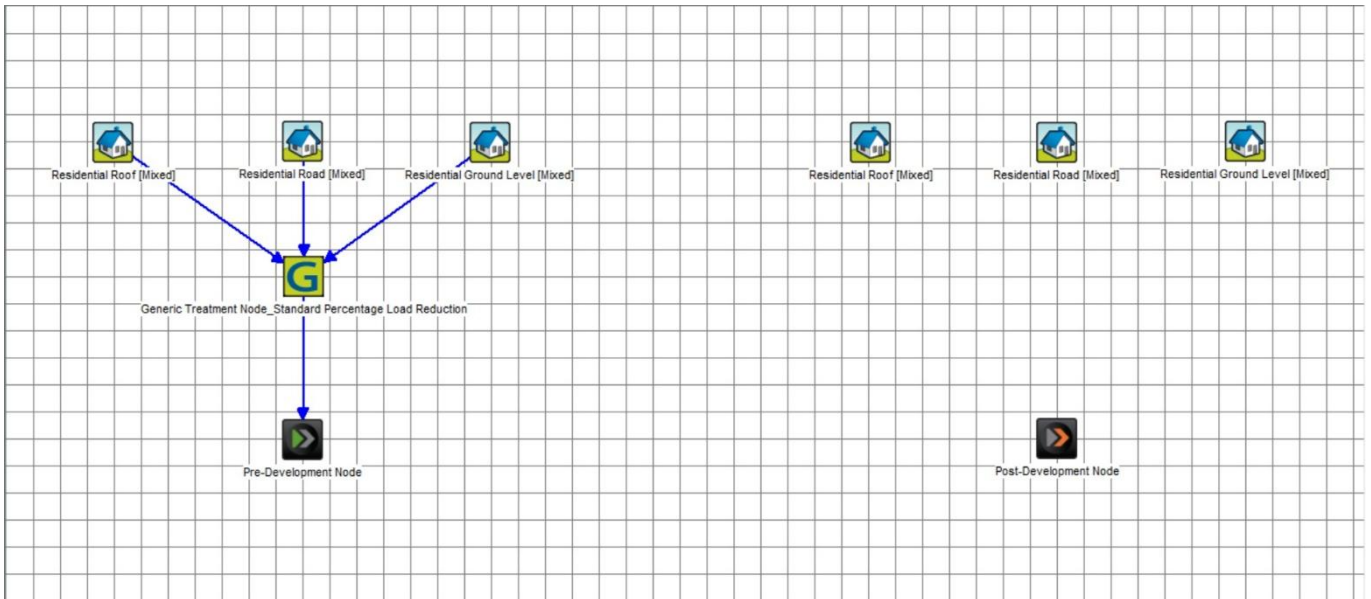 Residential Roof [Mixed]
Residential Road [Mixed]
Residential Ground Level [Mixed]
Residential Roof [Mixed]
Residential Road [Mixed]
Residential Ground Level [Mixed]
G
Generic Treatment Node_Standard Percentage Load Reduction
Pre-Development Node
Post-Development Node